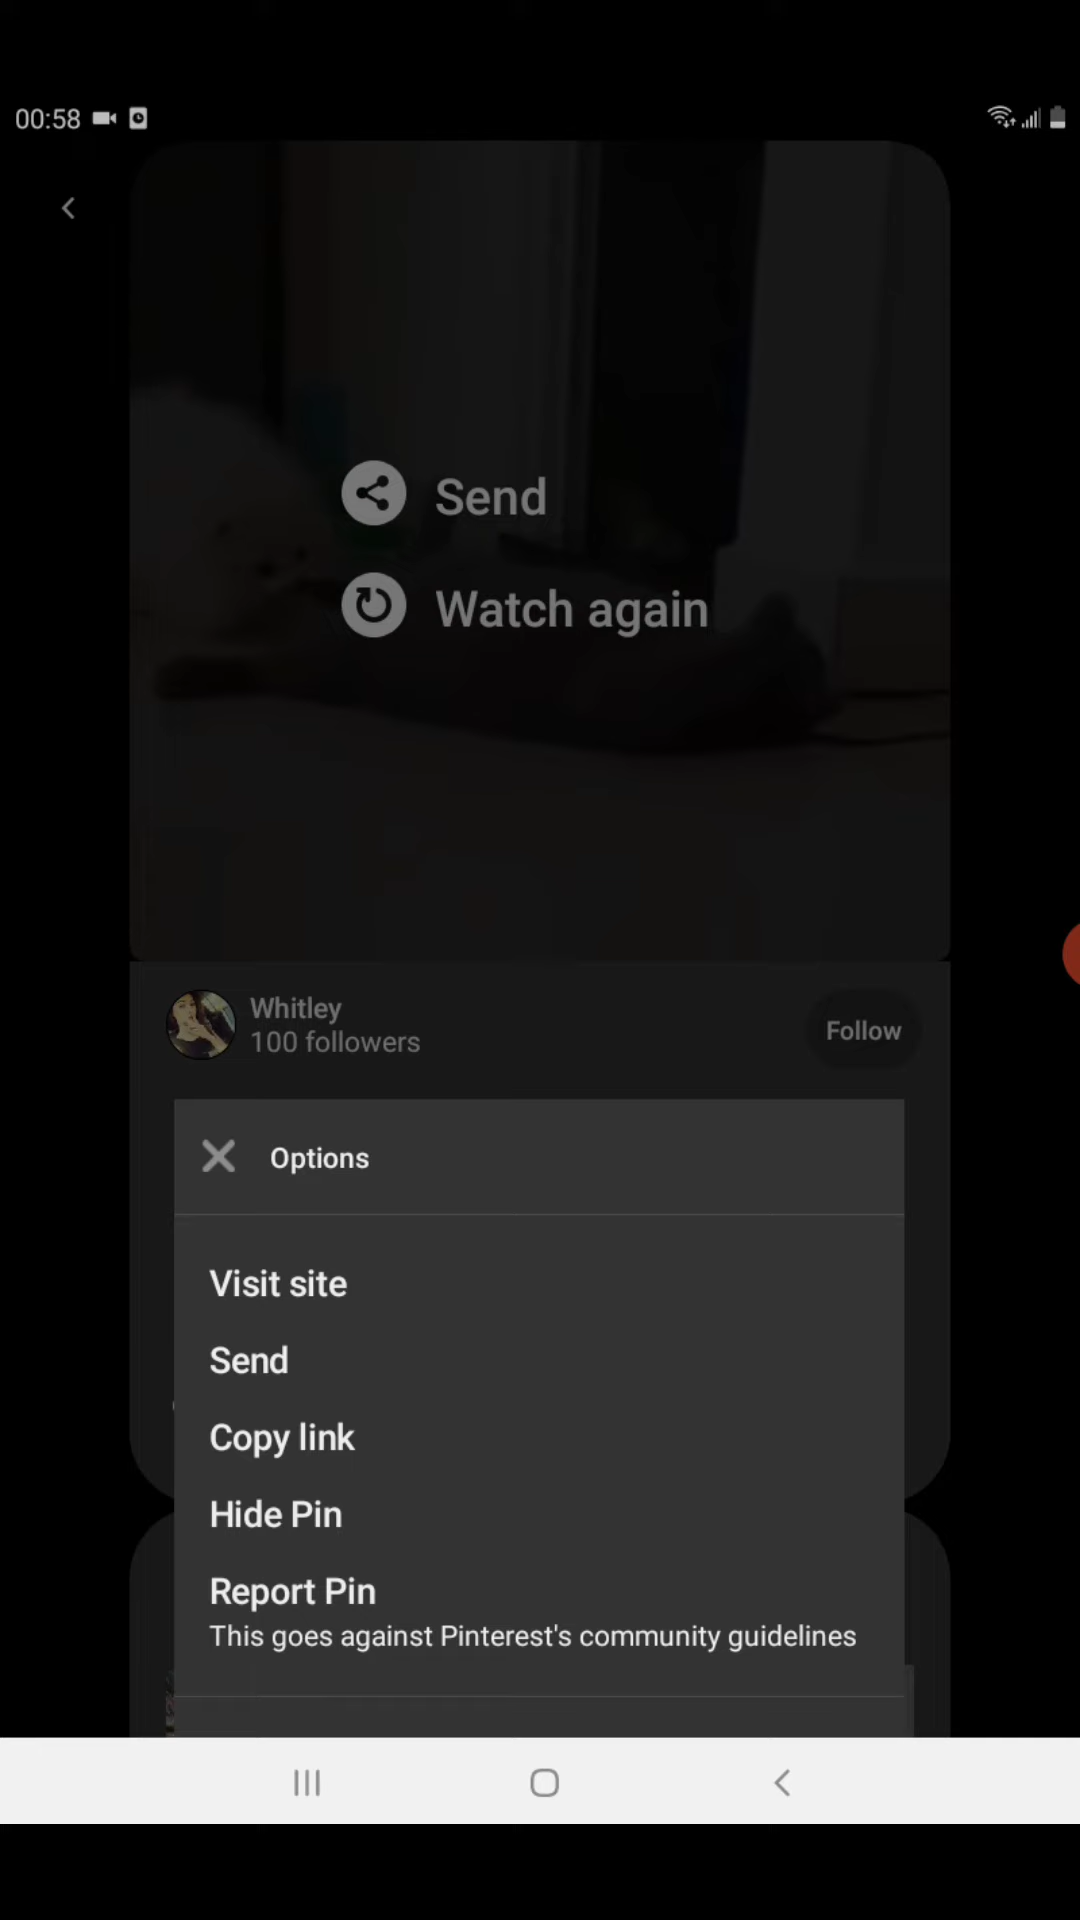 00:58
Send
Watch again
Whitley
100 followers
Follow
Options
Visit site
Send
Copy link
Hide Pin
Report Pin
This goes against Pinterest's community guidelines